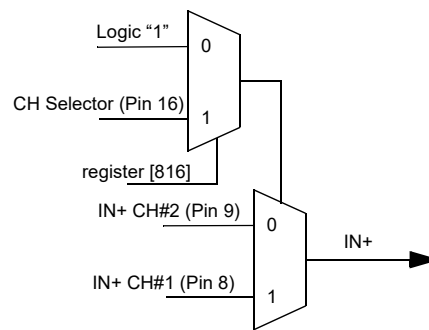 Logic “1”
0
CH Selector (Pin 16)
1
register [816]
IN+ CH#2 (Pin 9)
0
IN+
IN+ CH#1 (Pin 8)
1